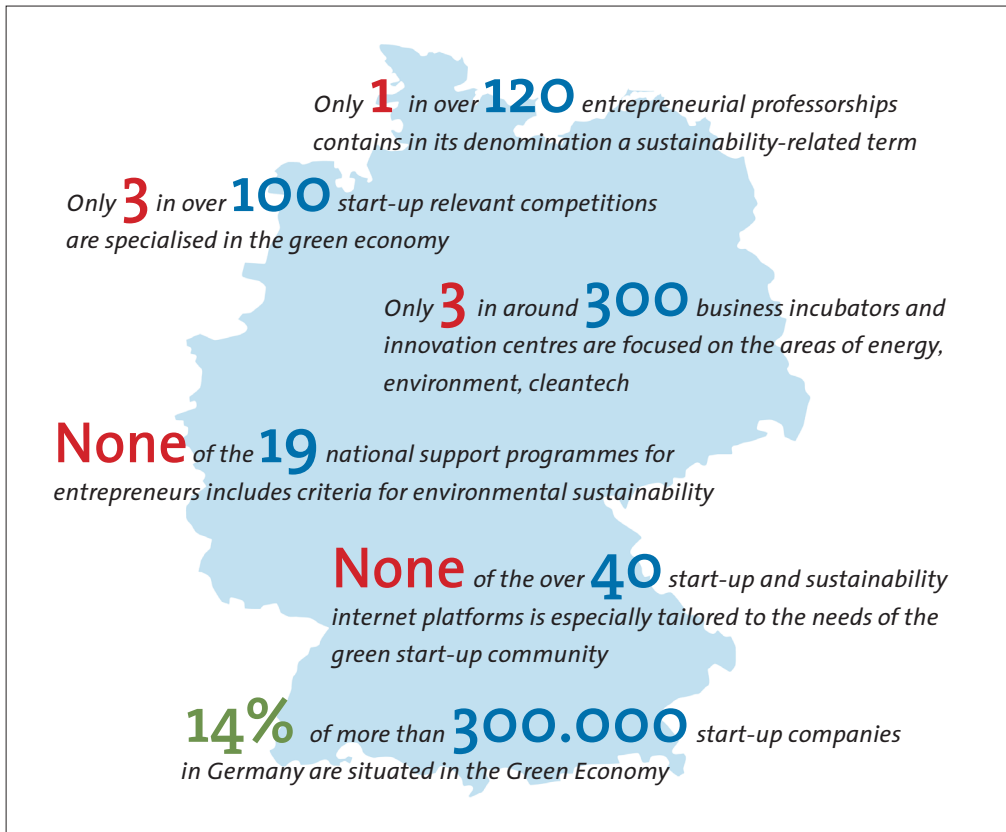 Only 1 in over 120 entrepreneurial professorships
contains in its denomination a sustainability-related term
Only 3 in over 100 start-up relevant competitions
are specialised in the green economy
Only 3 in around 300 business incubators and
innovation centres are focused on the areas of energy,
environment, cleantech
None of the 19 national support programmes for
entrepreneurs includes criteria for environmental sustainability
None of the over 40 start-up and sustainability
internet platforms is especially tailored to the needs of the
green start-up community
14% of more than 300.000 start-up companies
in Germany are situated in the Green Economy